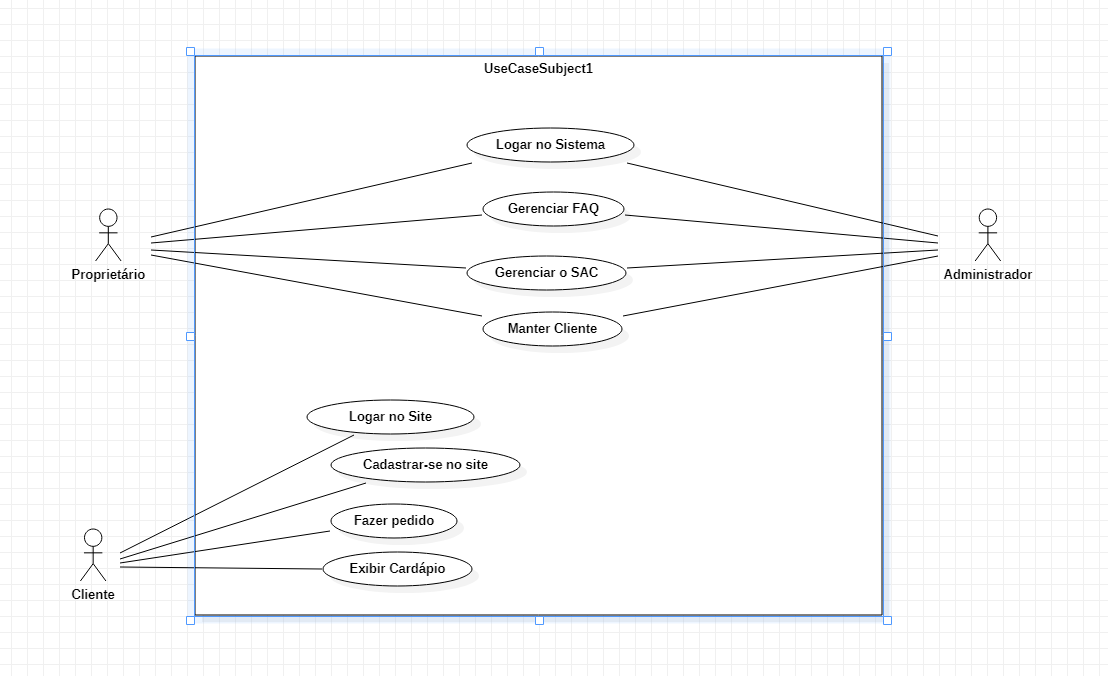 UseCaseSubject1
Logar no Sistema
Gerenciar FAQ
Proprietário
Administrador
Gerenciar o SAC
Manter Cliente
Logar no Site
Cadastrar-se no site
Fazer pedido
Exibir Cardápio
Cliente